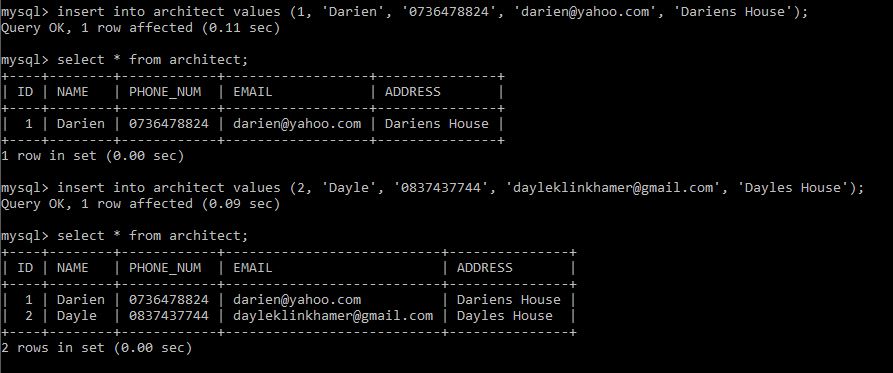 mysql> insert into architect values (1, 'Darien', '0736478824', 'darien@yahoo.com', 'Dariens House');
Query OK, 1 row affected (0.11 sec)
mysql> select * from architect;
+----+--------+------------+------------------+---------------+
| ID | NAME   | PHONE_NUM  | EMAIL            | ADDRESS       |
+----+--------+------------+------------------+---------------+
|  1 | Darien | 0736478824 | darien@yahoo.com | Dariens House |
+----+--------+------------+------------------+---------------+
1 row in set (0.00 sec)
mysql> insert into architect values (2, 'Dayle', '0837437744', 'dayleklinkhamer@gmail.com', 'Dayles House');
Query OK, 1 row affected (0.09 sec)
mysql> select * from architect;
+----+--------+------------+---------------------------+---------------+
| ID | NAME   | PHONE_NUM  | EMAIL                     | ADDRESS       |
+----+--------+------------+---------------------------+---------------+
|  1 | Darien | 0736478824 | darien@yahoo.com          | Dariens House |
|  2 | Dayle  | 0837437744 | dayleklinkhamer@gmail.com | Dayles House  |
+----+--------+------------+---------------------------+---------------+
2 rows in set (0.00 sec)